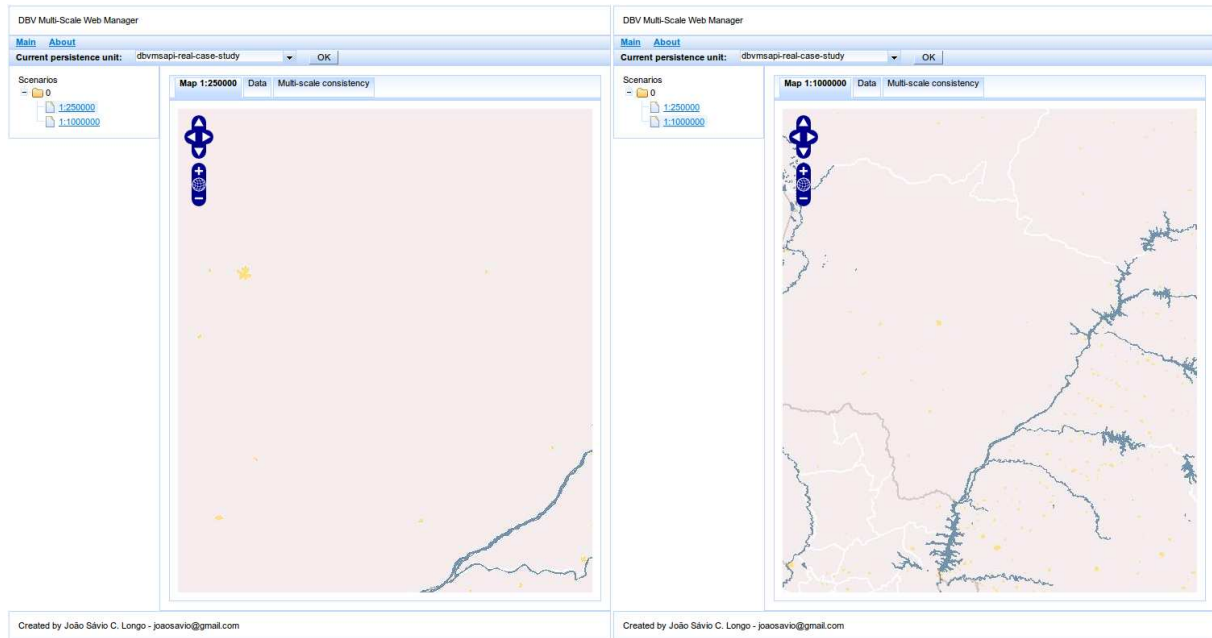 DBV Multi-Scale Web Manager
Main About
Current persistence unit: dbvmsapi-real-case-study OK
Scenarios
0
1:250000
1:1000000
Map 1:250000 Data Multi-scale consistency
Created by João Sávio C. Longo - joaosavio@gmail.com
DBV Multi-Scale Web Manager
Main About
Current persistence unit: dbvmsapi-real-case-study OK
Scenarios
0
1:250000
1:1000000
Map 1:1000000 Data Multi-scale consistency
Created by João Sávio C. Longo - joaosavio@gmail.com